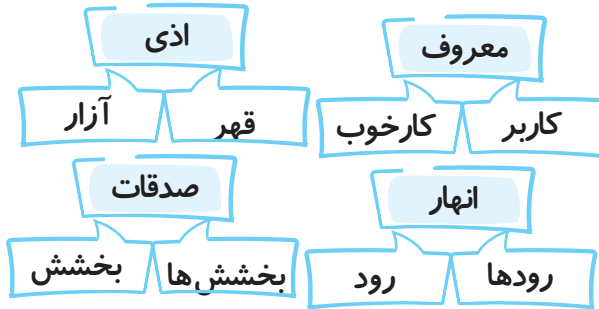 معروف
کاربر
کارخوب
اذی
قهر
آزار
انهار
رودها
رود
صدقات
بخشش‌ها
بخشش